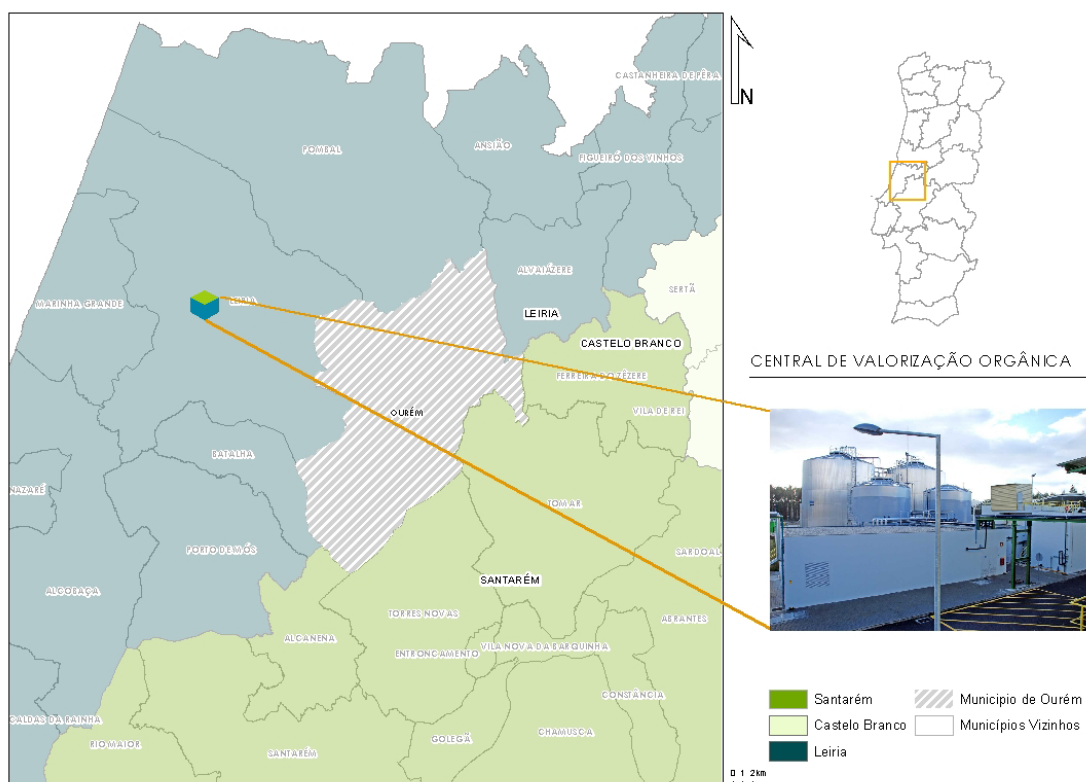 CASTANHEIRA DE PÊRA
N
POMBAL
ANSIÃO
FIGUEIRÓ DOS VINHOS
ALVAIÁZERE
SERTÃ
MARINHA GRANDE
LEIRIA
LEIRIA
CASTELO BRANCO
CENTRAL DE VALORIZAÇÃO ORGÂNICA
FERREIRA DO ZÊZERE
OURÉM
VILA DE REI
BATALHA
NAZARÉ
TOMAR
PORTO DE MÓS
SARDOAL
SANTARÉM
ALCOBAÇA
TORRES NOVAS
ABRANTES
ALCANENA
ENTRONCAMENTO
VILA NOVA DA BARQUINHA
CONSTÂNCIA
CALDAS DA RAINHA
RIO MAIOR
SANTARÉM
GOLEGÃ
CHAMUSCA
Santarém
Municipio de Ourém
Castelo Branco
Municípios Vizinhos
Leiria
0 1 2km